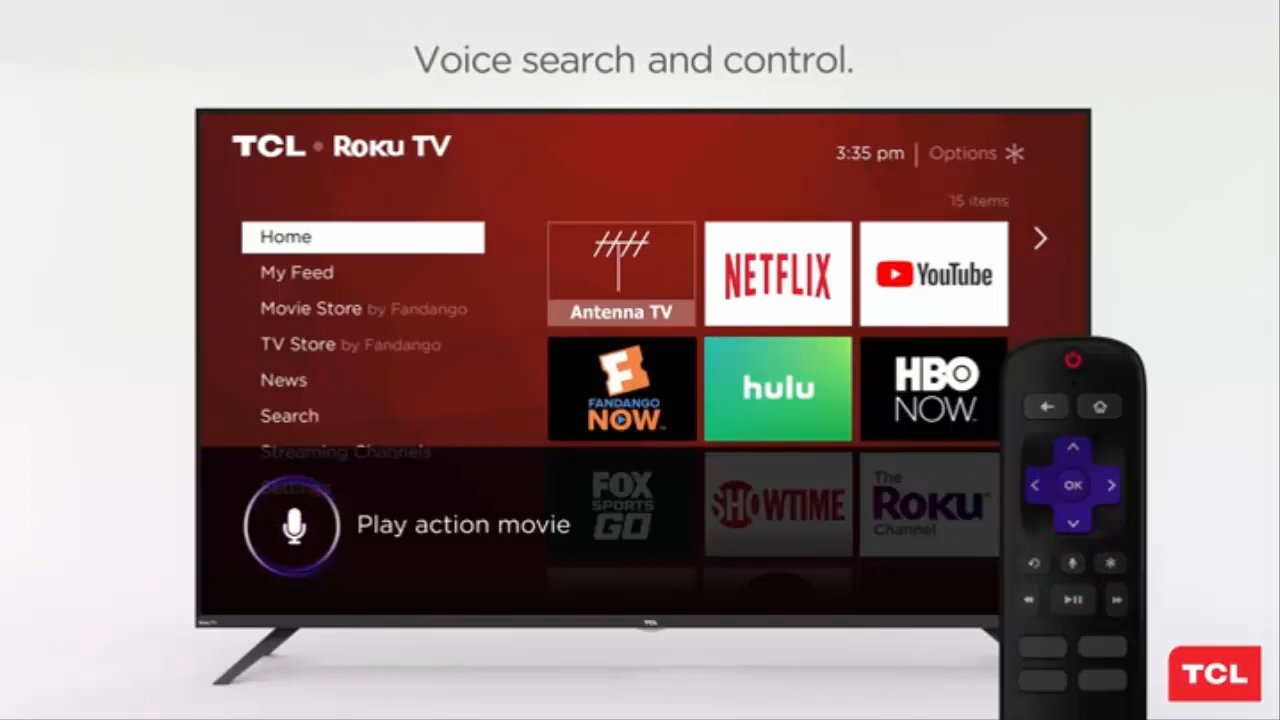 Voice search and control.
TCL • Roku TV
3:35 pm | Options
15 items
Home
My Feed
Movie Store by Fandango
TV Store by Fandango
News
Search
Streaming Channels
Settings
Antenna TV
NETFLIX
YouTube
FANDANGO
NOW
hulu
HBO
NOW
FOX
SPORTS
GO
SHOWTIME
The
Roku
Channel
Play action movie
TCL
OK
TCL